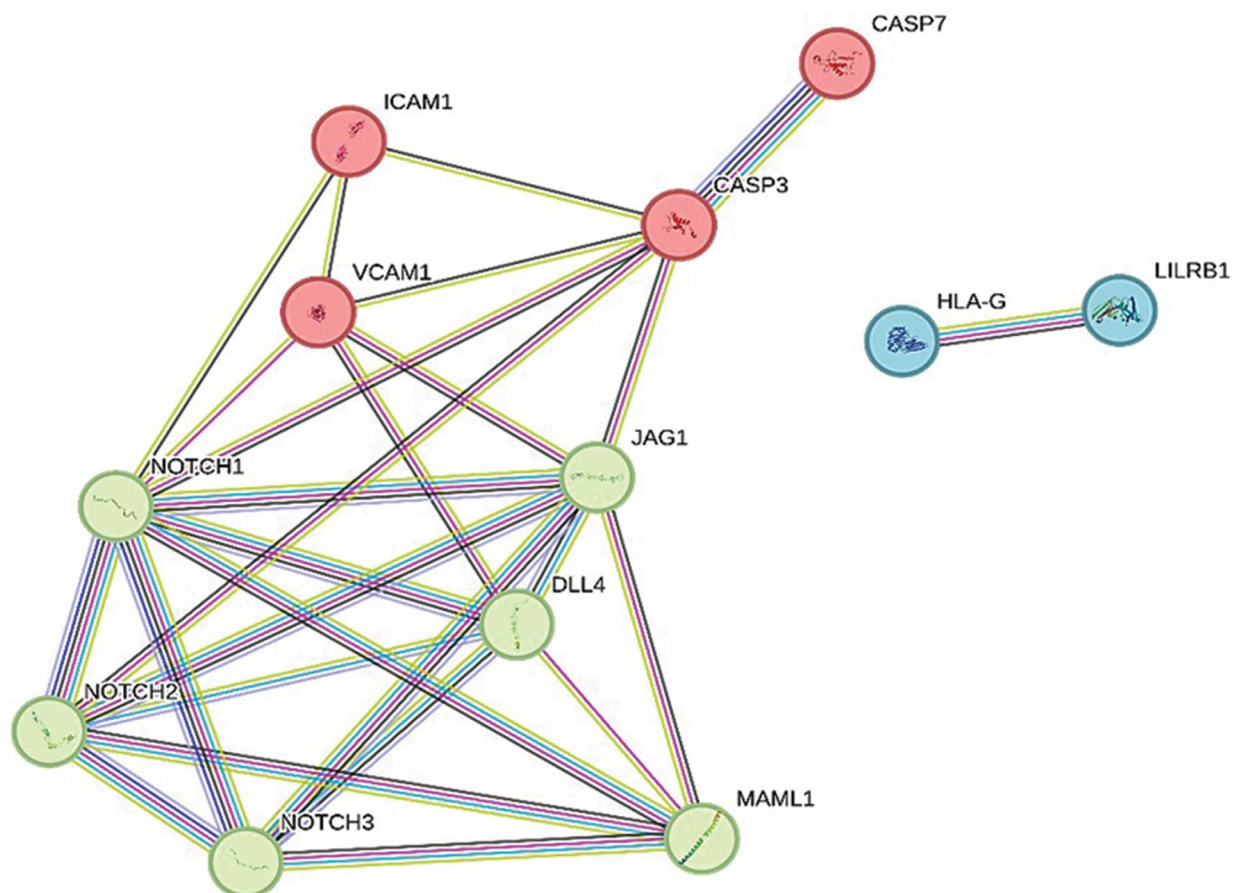 CASP7
ICAM1
CASP3
VCAM1
LILRB1
HLA-G
JAG1
NOTCH1
DLL4
NOTCH2
MAML1
NOTCH3